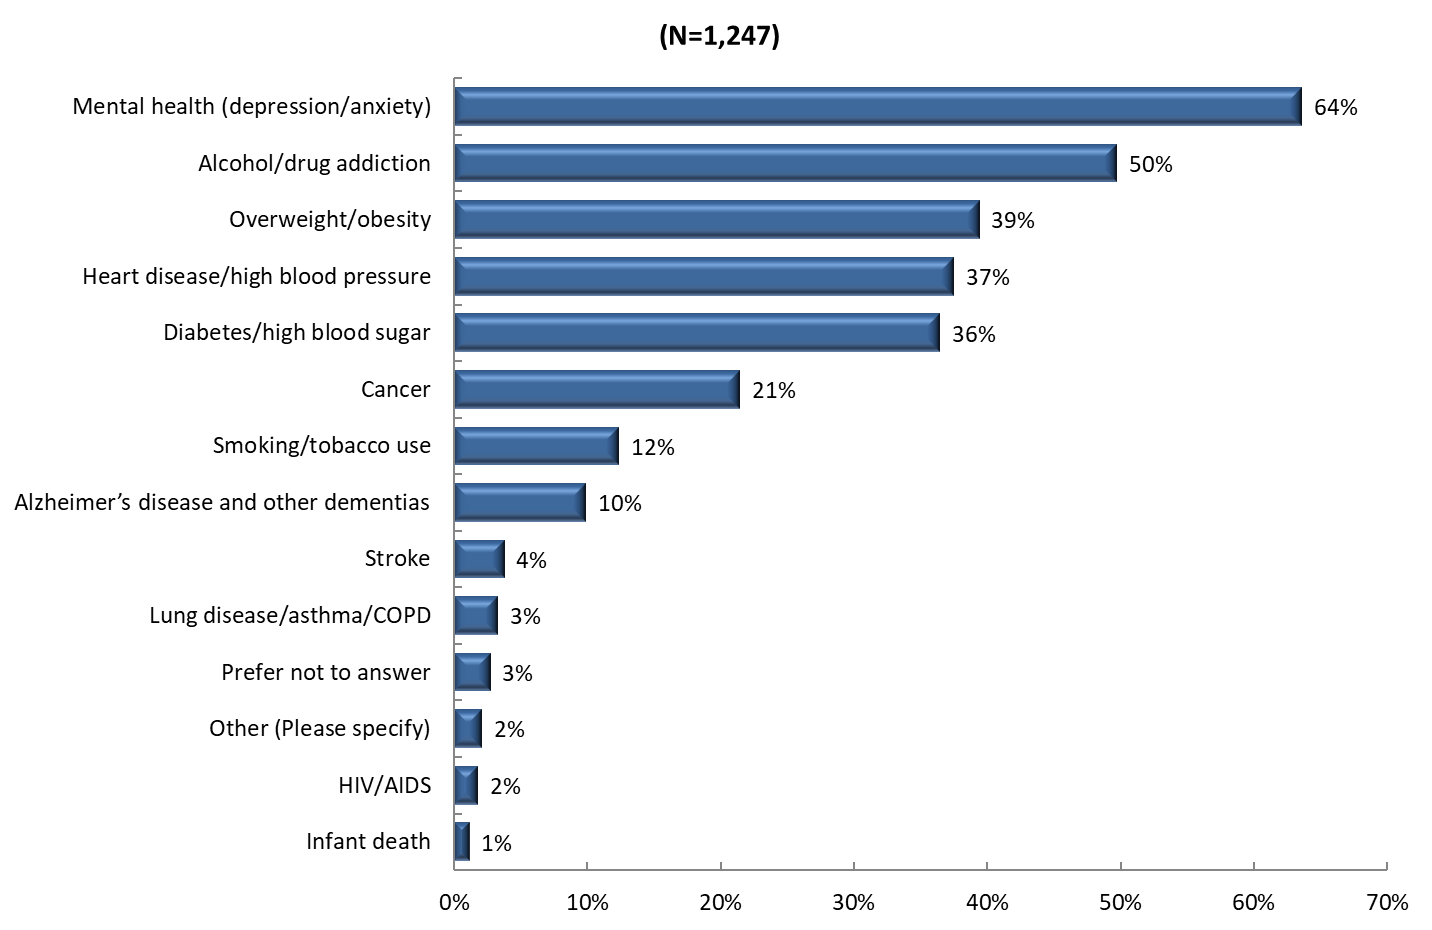 (N=1,247)
Mental health (depression/anxiety) 64%
Alcohol/drug addiction 50%
Overweight/obesity 39%
Heart disease/high blood pressure 37%
Diabetes/high blood sugar 36%
Cancer 21%
Smoking/tobacco use 12%
Alzheimer’s disease and other dementias 10%
Stroke 4%
Lung disease/asthma/COPD 3%
Prefer not to answer 3%
Other (Please specify) 2%
HIV/AIDS 2%
Infant death 1%
0% 10% 20% 30% 40% 50% 60% 70%